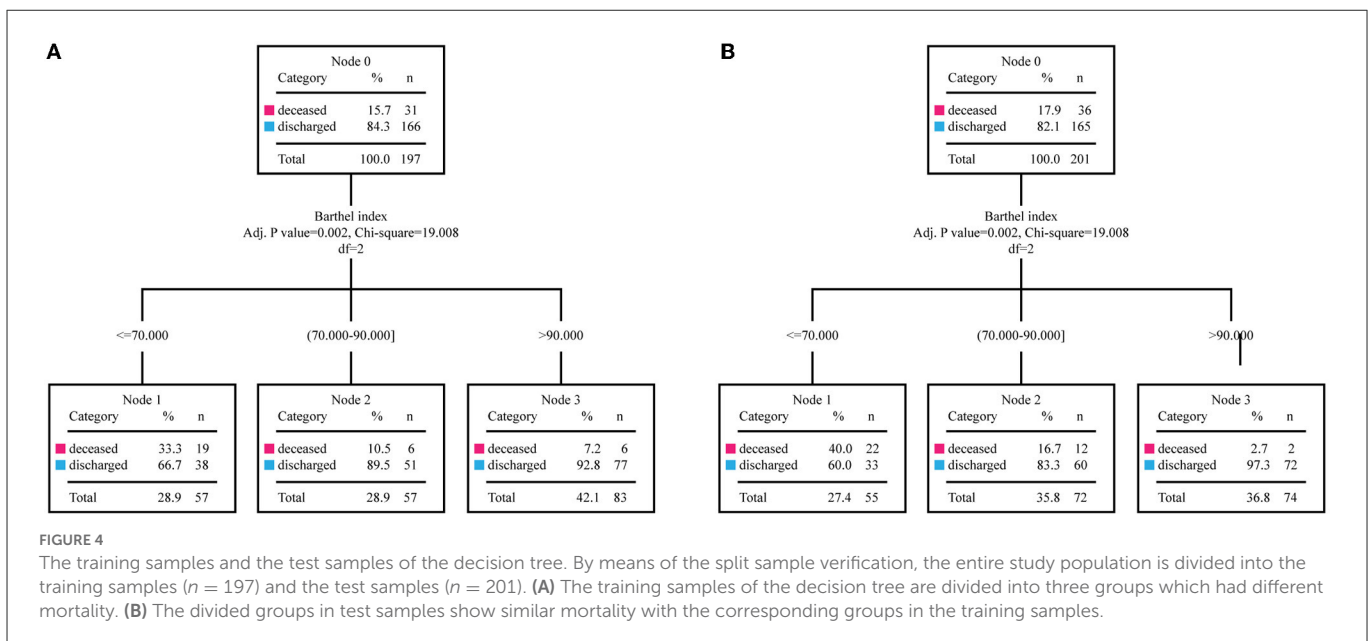 A
Node 0
Category % n
deceased 15.7 31
discharged 84.3 166
Total 100.0 197
Barthel index
Adj. P value=0.002, Chi-square=19.008
df=2
<=70.000
(70.000-90.000]
>90.000
Node 1
Category % n
deceased 33.3 19
discharged 66.7 38
Total 28.9 57
Node 2
Category % n
deceased 10.5 6
discharged 89.5 51
Total 28.9 57
Node 3
Category % n
deceased 7.2 6
discharged 92.8 77
Total 42.1 83
B
Node 0
Category % n
deceased 17.9 36
discharged 82.1 165
Total 100.0 201
Barthel index
Adj. P value=0.002, Chi-square=19.008
df=2
<=70.000
(70.000-90.000]
>90.000
Node 1
Category % n
deceased 40.0 22
discharged 60.0 33
Total 27.4 55
Node 2
Category % n
deceased 16.7 12
discharged 83.3 60
Total 35.8 72
Node 3
Category % n
deceased 2.7 2
discharged 97.3 72
Total 36.8 74
FIGURE 4
The training samples and the test samples of the decision tree. By means of the split sample verification, the entire study population is divided into the
training samples (n = 197) and the test samples (n = 201). (A) The training samples of the decision tree are divided into three groups which had different
mortality. (B) The divided groups in test samples show similar mortality with the corresponding groups in the training samples.